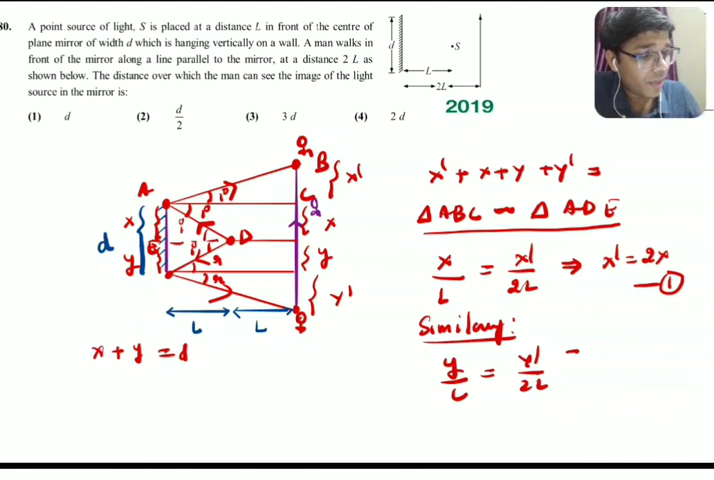 80. A point source of light, S is placed at a distance L in front of the centre of
plane mirror of width d which is hanging vertically on a wall. A man walks in
front of the mirror along a line parallel to the mirror, at a distance 2 L as
shown below. The distance over which the man can see the image of the light
source in the mirror is:
(1) d (2) d/2 (3) 3 d (4) 2 d
d
•S
L
2L
2019
A
B
x'
x
x
d
E
D
y
y
y'
L
L
x + y = d
x' + x + y + y' =
Δ ABC ~ Δ ADE
x/L = x'/2L ⇒ x' = 2x
—①
Similarly:
y/L = y'/2L